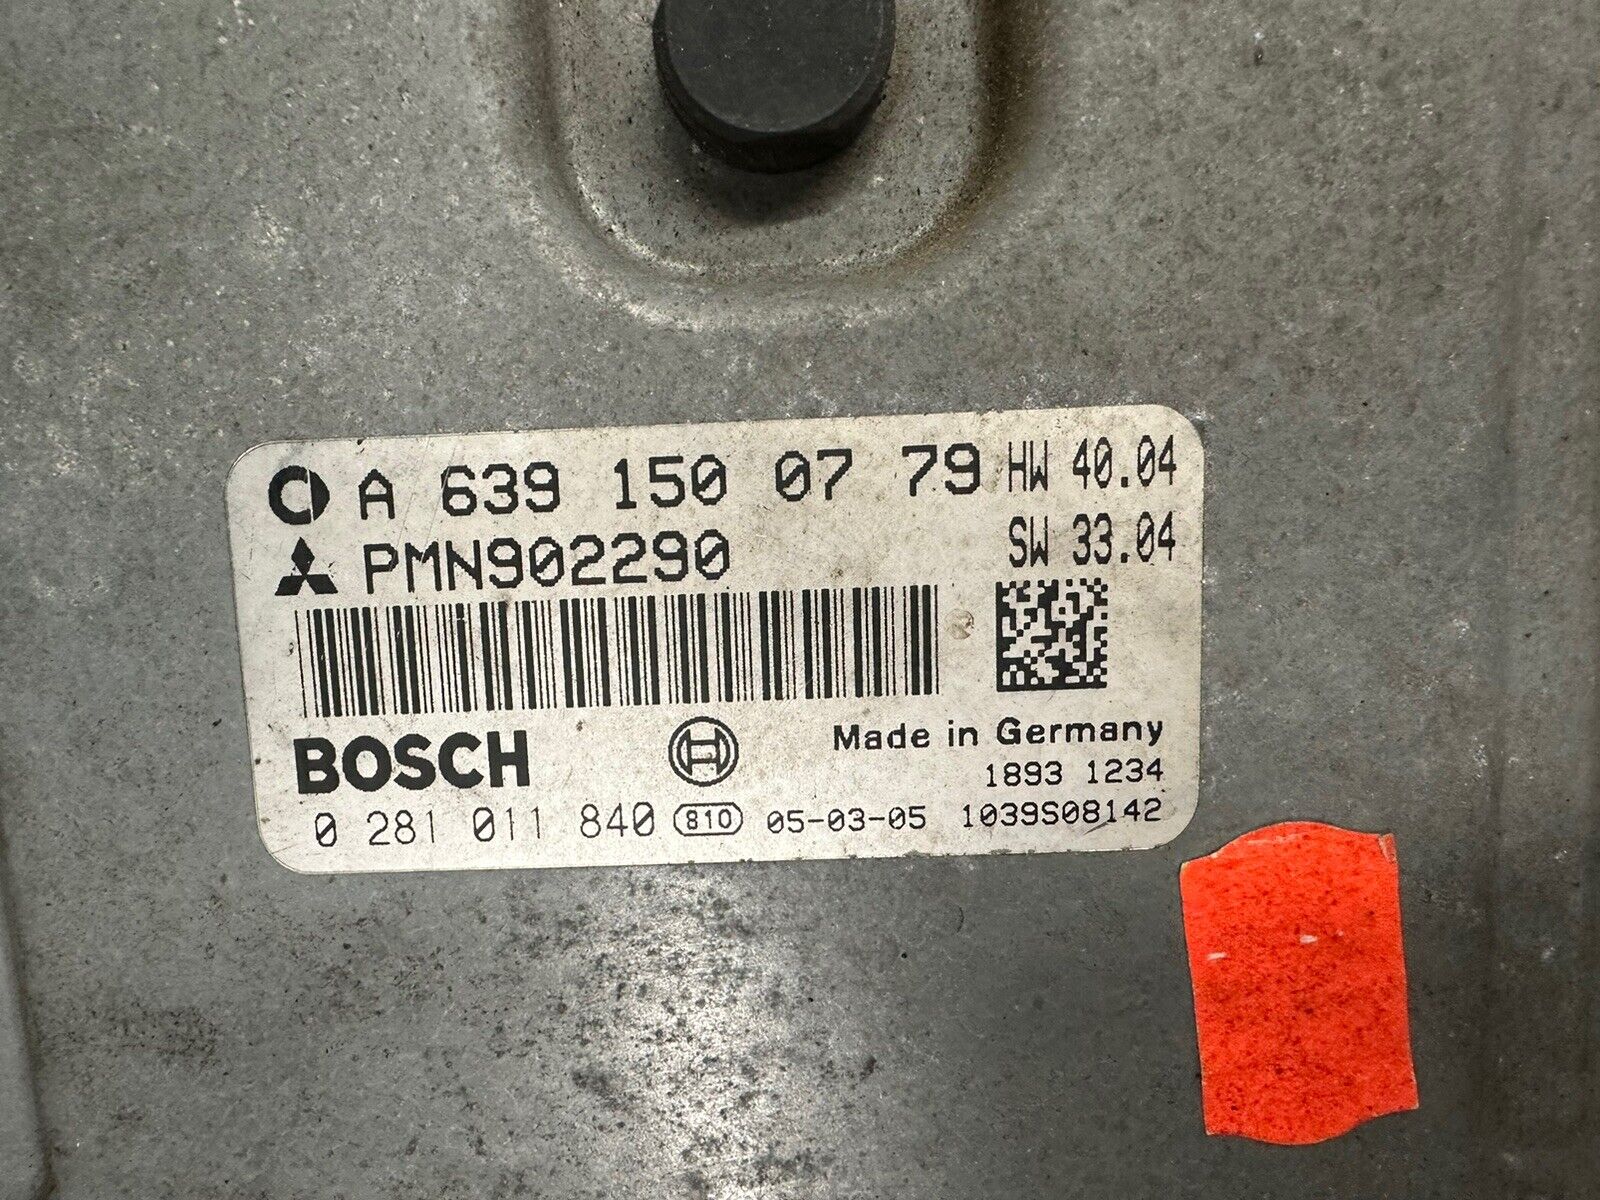 A 639 150 07 79 HW 40.04
PMN902290 SW 33.04
BOSCH Made in Germany
1893 1234
0 281 011 840 810 05-03-05 1039S08142